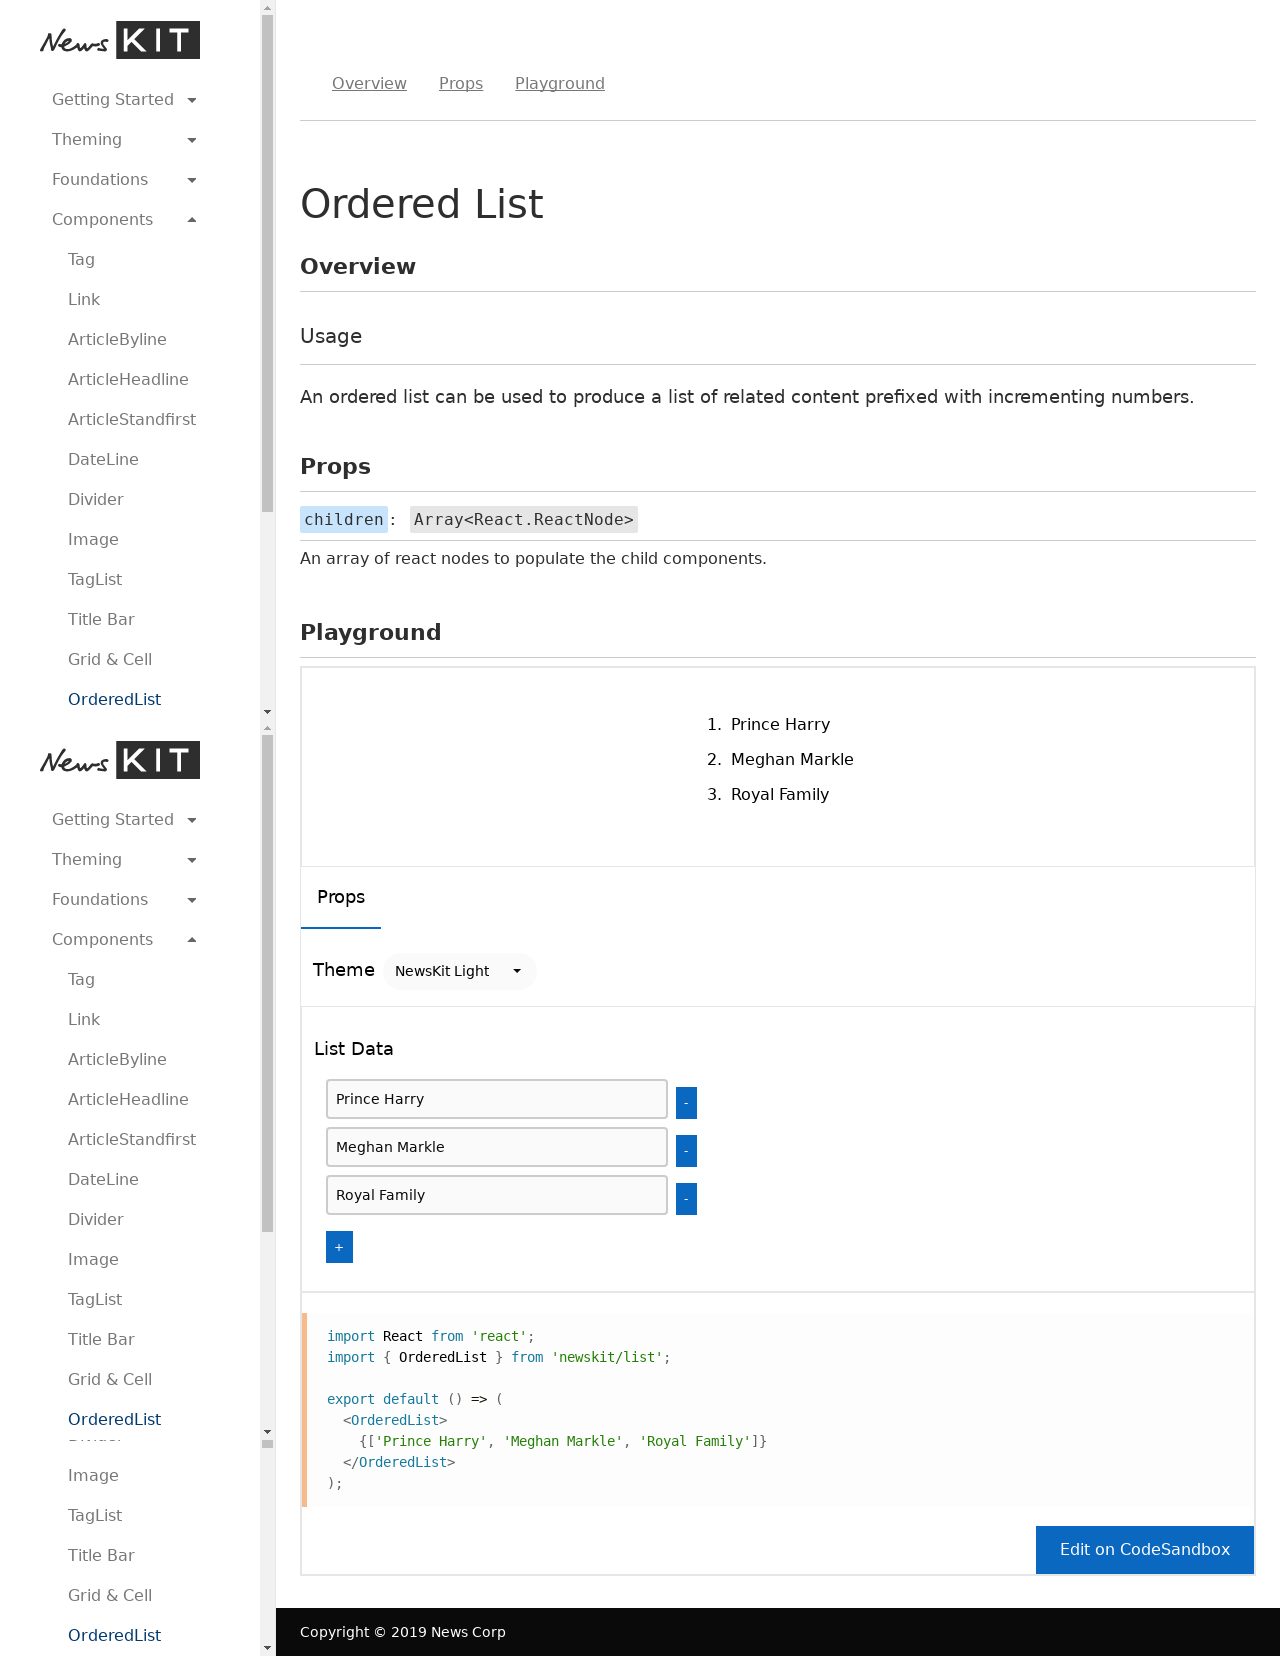 News KIT
Getting Started
Theming
Foundations
Components
Tag
Link
ArticleByline
ArticleHeadline
ArticleStandfirst
DateLine
Divider
Image
TagList
Title Bar
Grid & Cell
OrderedList
News KIT
Getting Started
Theming
Foundations
Components
Tag
Link
ArticleByline
ArticleHeadline
ArticleStandfirst
DateLine
Divider
Image
TagList
Title Bar
Grid & Cell
OrderedList
Image
TagList
Title Bar
Grid & Cell
OrderedList
Overview Props Playground
Ordered List
Overview
Usage
An ordered list can be used to produce a list of related content prefixed with incrementing numbers.
Props
children: Array<React.ReactNode>
An array of react nodes to populate the child components.
Playground
1. Prince Harry
2. Meghan Markle
3. Royal Family
Props
Theme NewsKit Light
List Data
Prince Harry -
Meghan Markle -
Royal Family -
+
import React from 'react';
import { OrderedList } from 'newskit/list';
export default () => (
<OrderedList>
{['Prince Harry', 'Meghan Markle', 'Royal Family']}
</OrderedList>
);
Edit on CodeSandbox
Copyright © 2019 News Corp